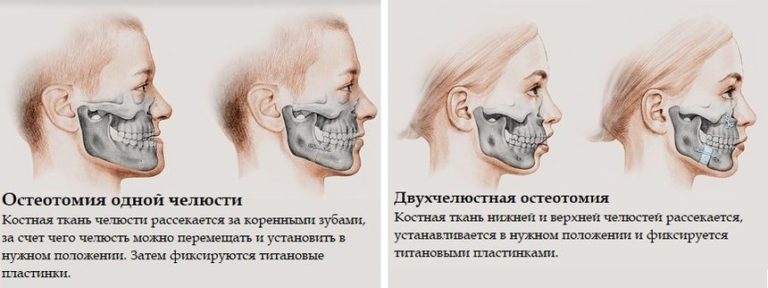 Остеотомия одной челюсти
Костная ткань челюсти рассекается за коренными зубами,
за счет чего челюсть можно перемещать и установить в
нужном положении. Затем фиксируются титановые
пластинки.
Двухчелюстная остеотомия
Костная ткань нижней и верхней челюстей рассекается,
устанавливается в нужном положении и фиксируется
титановыми пластинками.